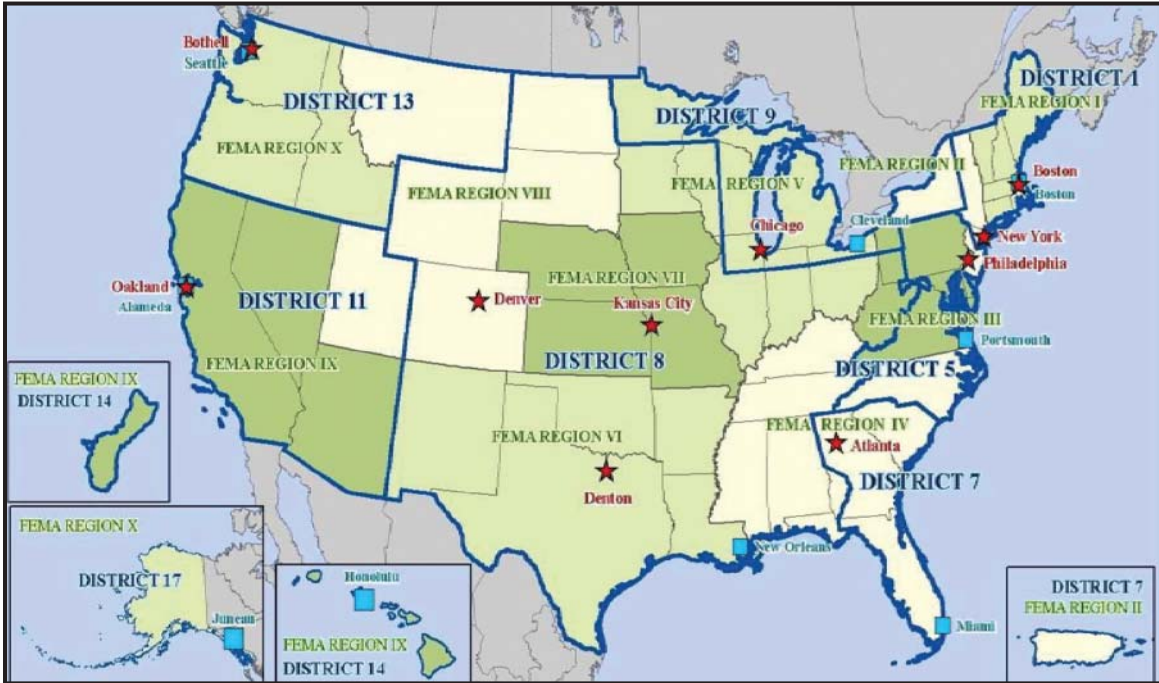 Bothell
Seattle
DISTRICT 13
FEMA REGION X
FEMA REGION VIII
DISTRICT 9
FEMA REGION V
DISTRICT 1
FEMA REGION I
FEMA REGION II
Boston
Boston
Cleveland
Chicago
New York
Philadelphia
Oakland
Alameda
DISTRICT 11
FEMA REGION IX
Denver
FEMA REGION VII
Kansas City
DISTRICT 8
FEMA REGION III
Portsmouth
DISTRICT 5
FEMA REGION VI
Denton
FEMA REGION IV
Atlanta
DISTRICT 7
New Orleans
Miami
FEMA REGION IX
DISTRICT 14
FEMA REGION X
DISTRICT 17
Juneau
Honolulu
FEMA REGION IX
DISTRICT 14
DISTRICT 7
FEMA REGION II